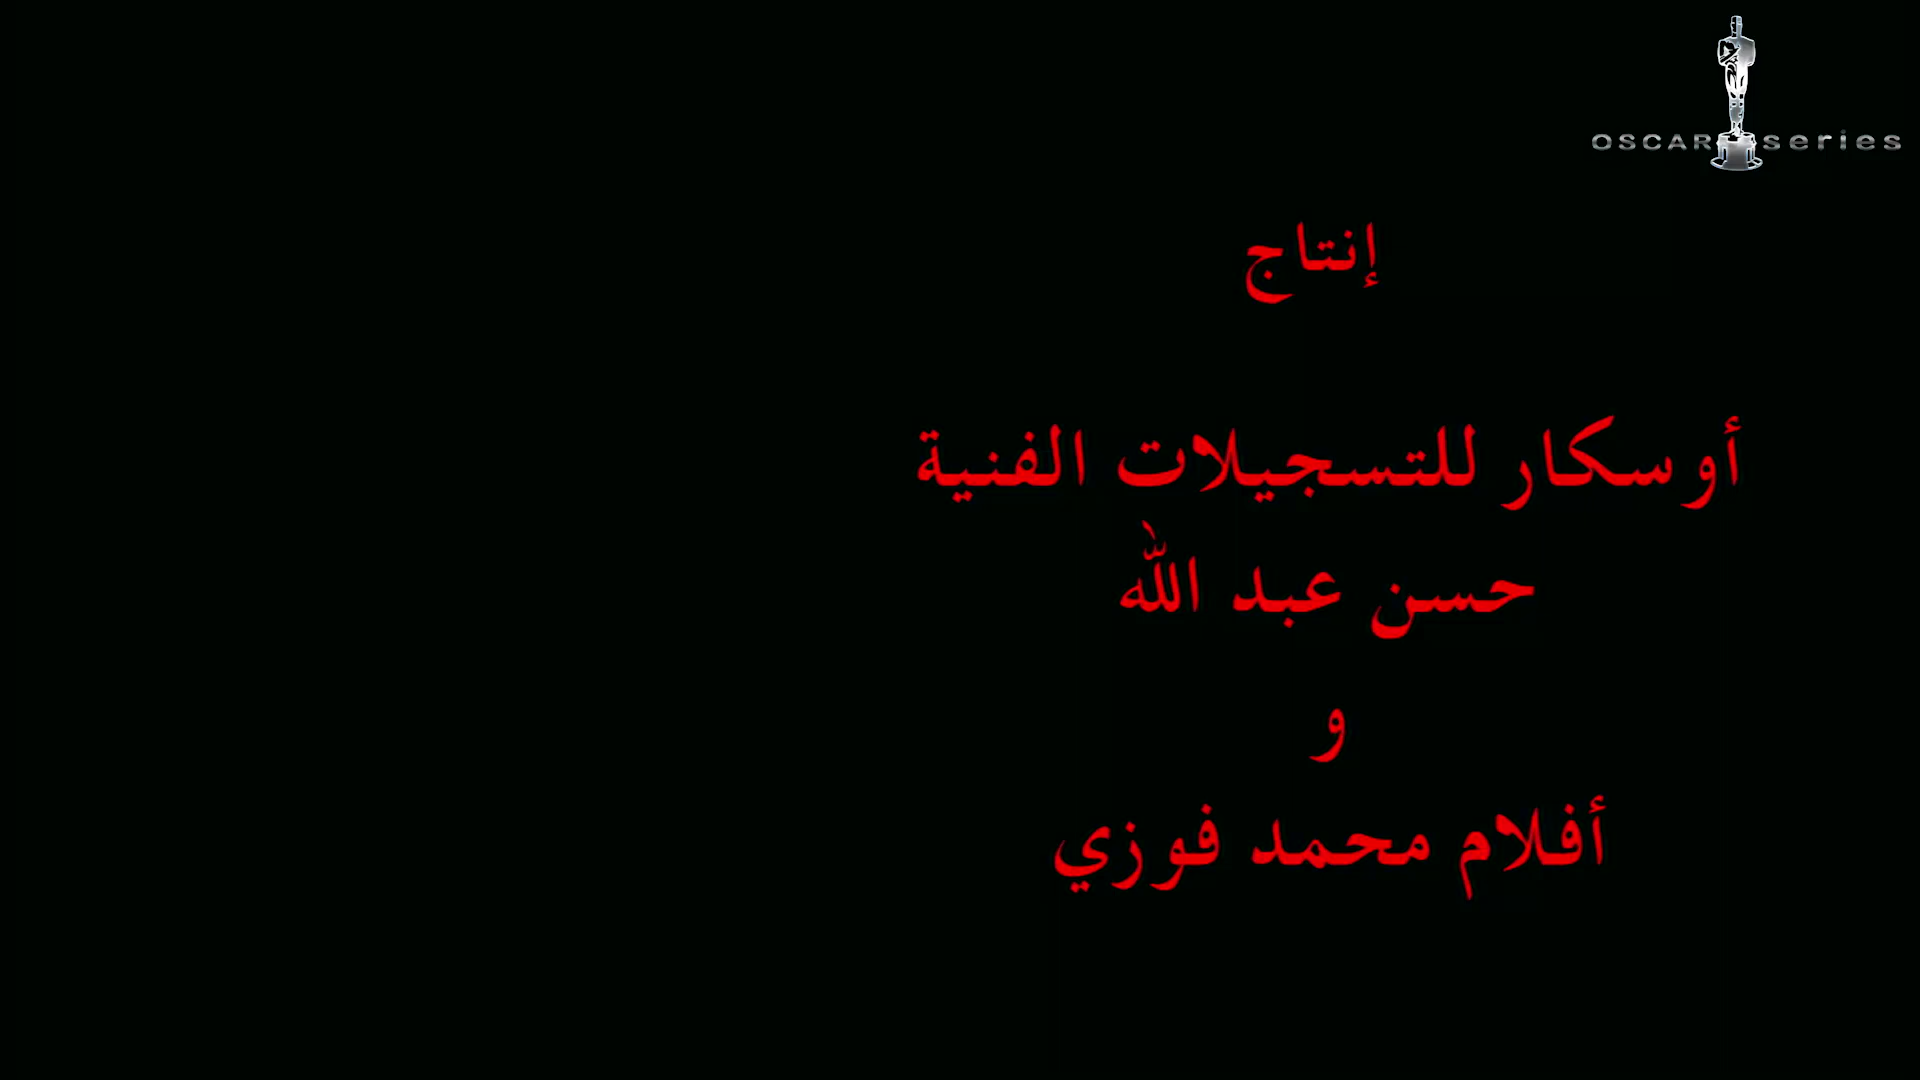 OSCAR series
إنتاج
أوسكار للتسجيلات الفنية
حسن عبد الله
و
أفلام محمد فوزي